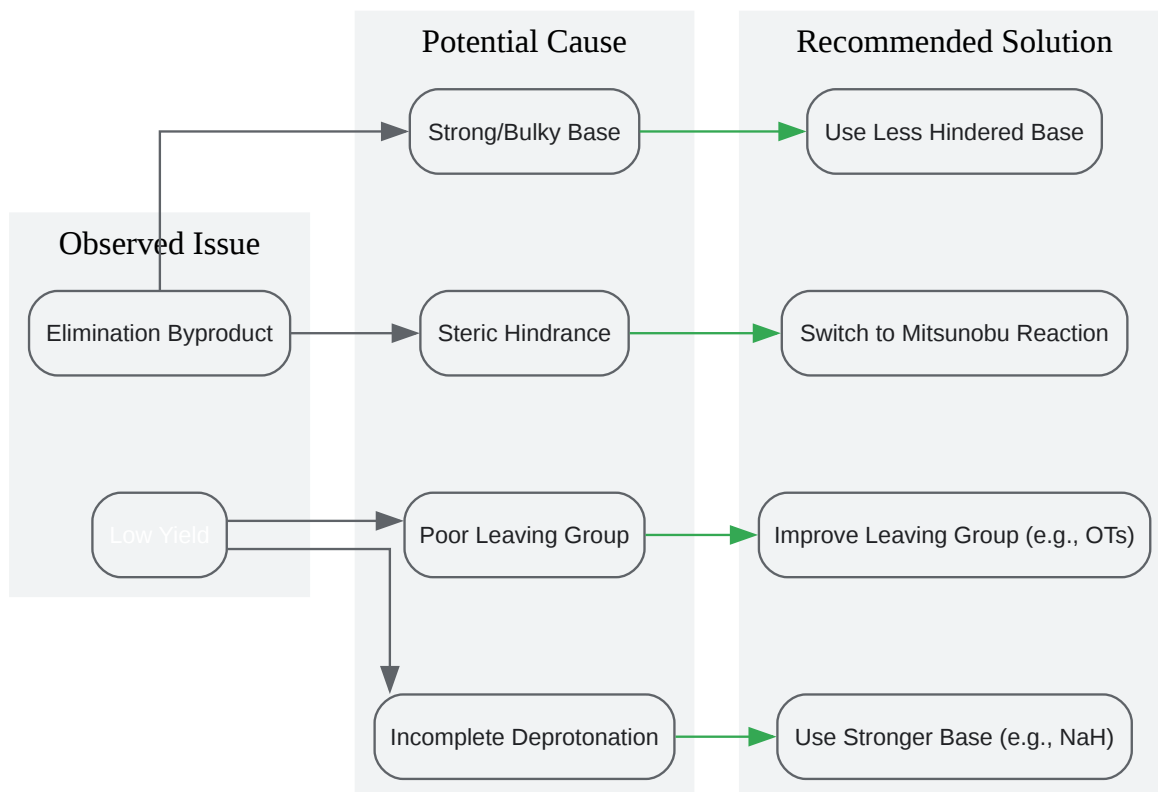 Potential Cause
Recommended Solution
Strong/Bulky Base
Use Less Hindered Base
Observed Issue
Elimination Byproduct
Steric Hindrance
Switch to Mitsunobu Reaction
Low Yield
Poor Leaving Group
Improve Leaving Group (e.g., OTs)
Incomplete Deprotonation
Use Stronger Base (e.g., NaH)